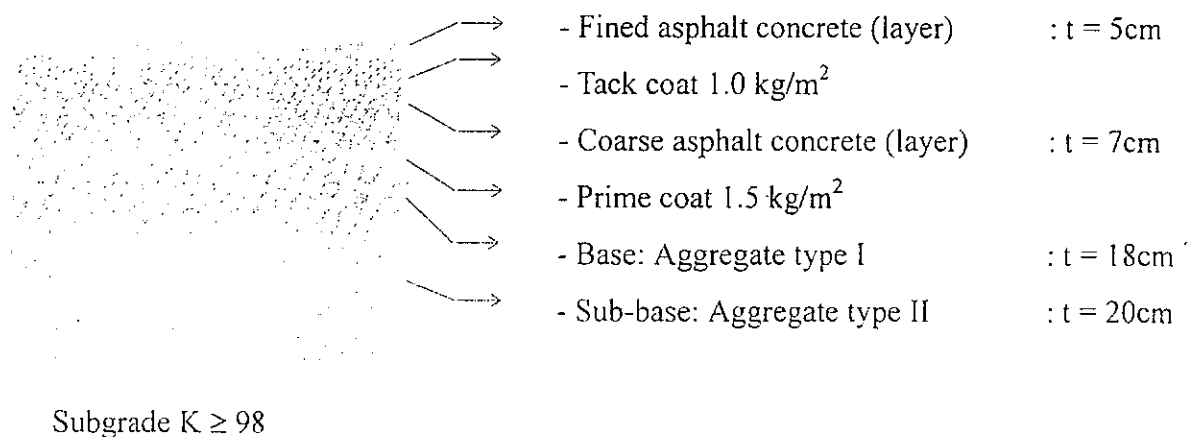 - Fined asphalt concrete (layer) : t = 5cm
- Tack coat 1.0 kg/m²
- Coarse asphalt concrete (layer) : t = 7cm
- Prime coat 1.5 kg/m²
- Base: Aggregate type I : t = 18cm
- Sub-base: Aggregate type II : t = 20cm
Subgrade K ≥ 98